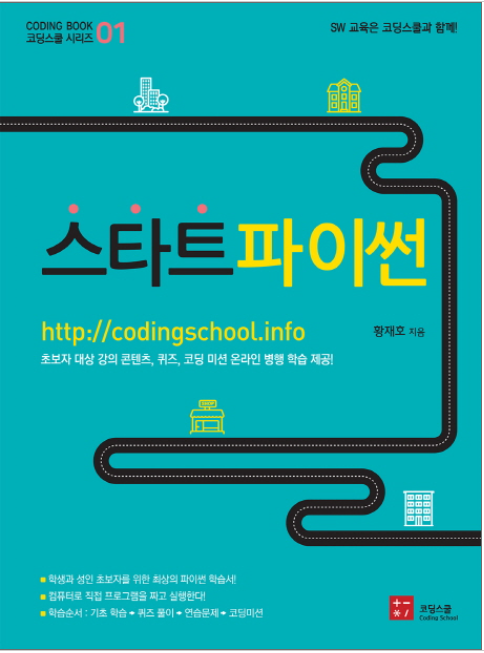 CODING BOOK
코딩스쿨 시리즈 01
SW 교육은 코딩스쿨과 함께!
스타트 파이썬
http://codingschool.info
황재호 지음
초보자 대상 강의 콘텐츠, 퀴즈, 코딩 미션 온라인 병행 학습 제공!
■ 학생과 성인 초보자를 위한 최상의 파이썬 학습서!
■ 컴퓨터로 직접 프로그램을 짜고 실행한다!
■ 학습순서 : 기초 학습 → 퀴즈 풀이 → 연습문제 → 코딩미션
+-
*/
코딩스쿨
Coding School